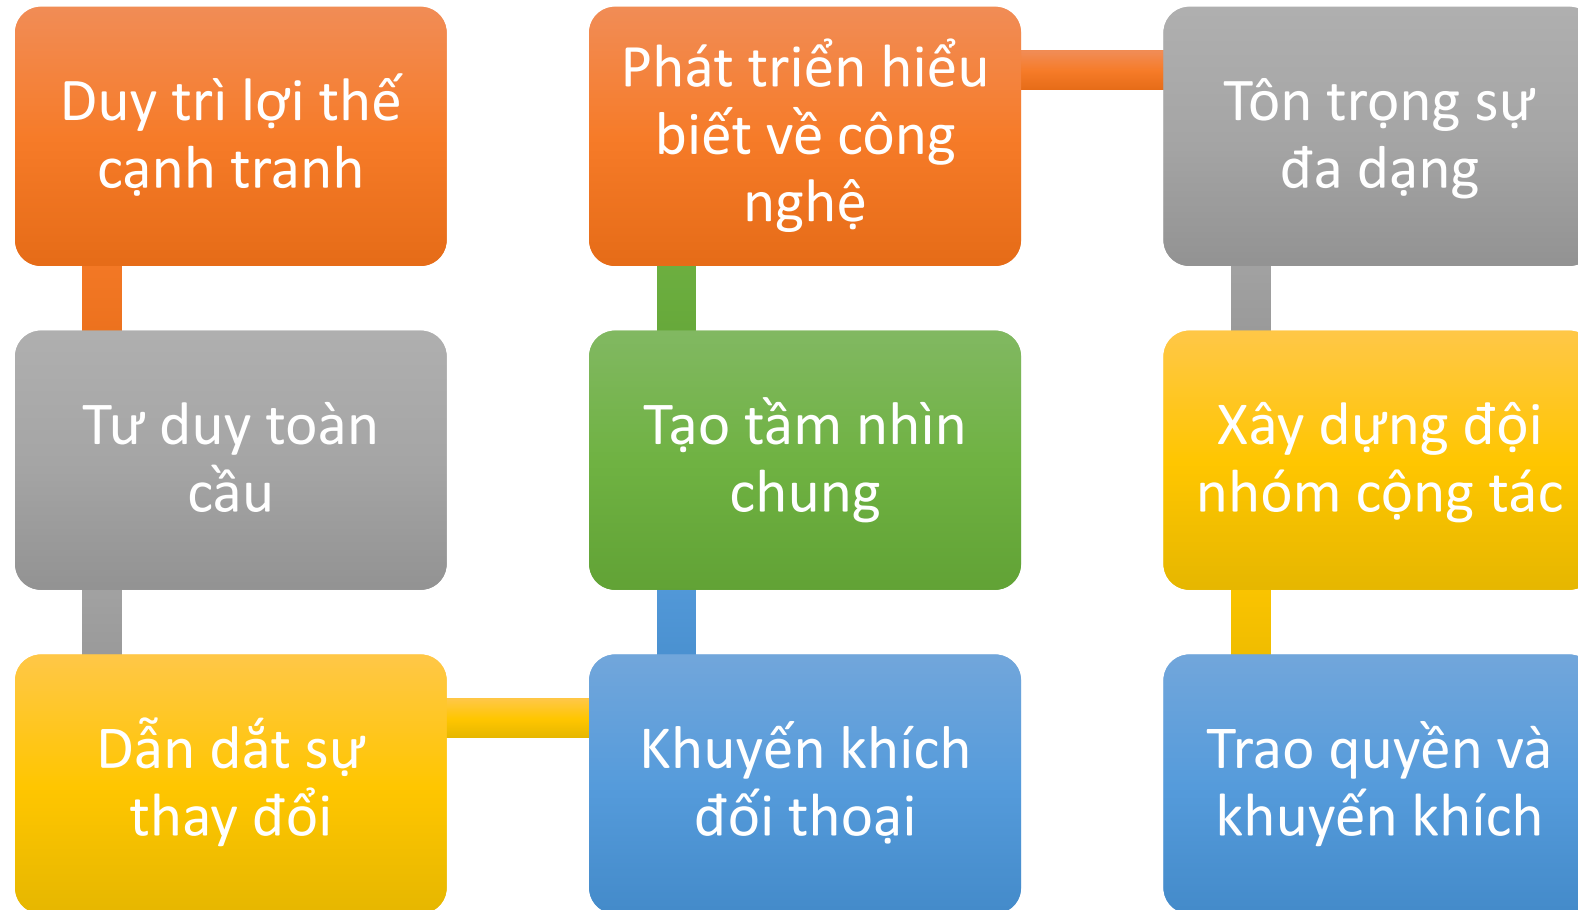 Duy trì lợi thế
cạnh tranh
Tư duy toàn
cầu
Dẫn dắt sự
thay đổi
Khuyến khích
đối thoại
Tạo tầm nhìn
chung
Phát triển hiểu
biết về công
nghệ
Tôn trọng sự
đa dạng
Xây dựng đội
nhóm cộng tác
Trao quyền và
khuyến khích